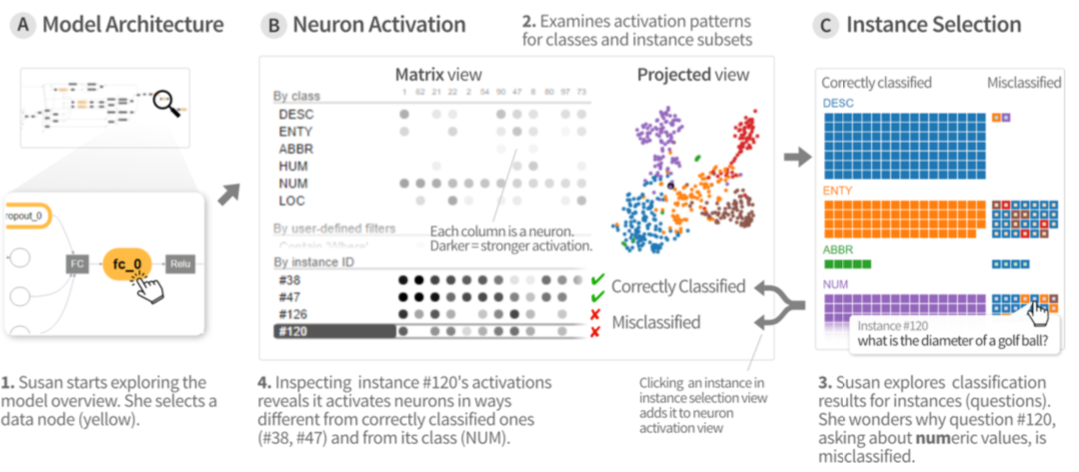 A Model Architecture
B Neuron Activation
2. Examines activation patterns
for classes and instance subsets
C Instance Selection
Matrix view
Projected view
By class
1 62 21 22 2 54 90 47 8 80 97 73
DESC
ENTY
ABBR
HUM
NUM
LOC
By user-defined filters
Contain 'Where'
Each column is a neuron.
Darker = stronger activation.
By instance ID
#38
#47
#126
#120
Correctly Classified
Misclassified
ropout_0
FC
fc_0
Relu
Correctly classified
Misclassified
DESC
ENTY
ABBR
NUM
Instance #120
what is the diameter of a golf ball?
1. Susan starts exploring the
model overview. She selects a
data node (yellow).
4. Inspecting instance #120's activations
reveals it activates neurons in ways
different from correctly classified ones
(#38, #47) and from its class (NUM).
Clicking an instance in
instance selection view
adds it to neuron
activation view
3. Susan explores classification
results for instances (questions).
She wonders why question #120,
asking about numeric values, is
misclassified.